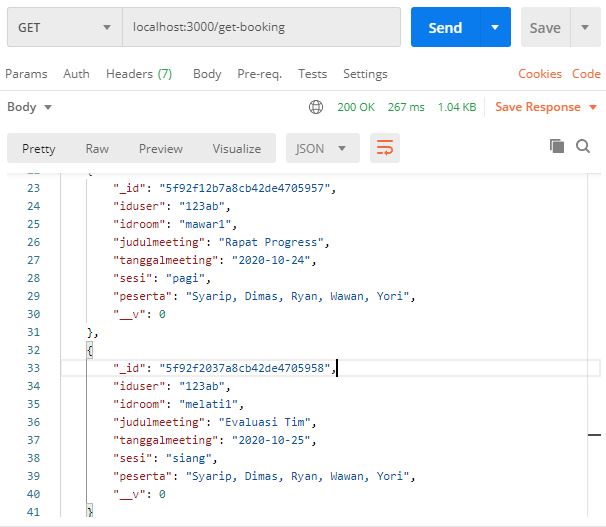 GET localhost:3000/get-booking Send Save
Params Auth Headers (7) Body Pre-req. Tests Settings Cookies Code
Body 200 OK 267 ms 1.04 KB Save Response
Pretty Raw Preview Visualize JSON
23 "_id": "5f92f12b7a8cb42de4705957",
24 "iduser": "123ab",
25 "idroom": "mawar1",
26 "judulmeeting": "Rapat Progress",
27 "tanggalmeeting": "2020-10-24",
28 "sesi": "pagi",
29 "peserta": "Syarip, Dimas, Ryan, Wawan, Yori",
30 "__v": 0
31 },
32 {
33 "_id": "5f92f2037a8cb42de4705958",
34 "iduser": "123ab",
35 "idroom": "melati1",
36 "judulmeeting": "Evaluasi Tim",
37 "tanggalmeeting": "2020-10-25",
38 "sesi": "siang",
39 "peserta": "Syarip, Dimas, Ryan, Wawan, Yori",
40 "__v": 0
41 }